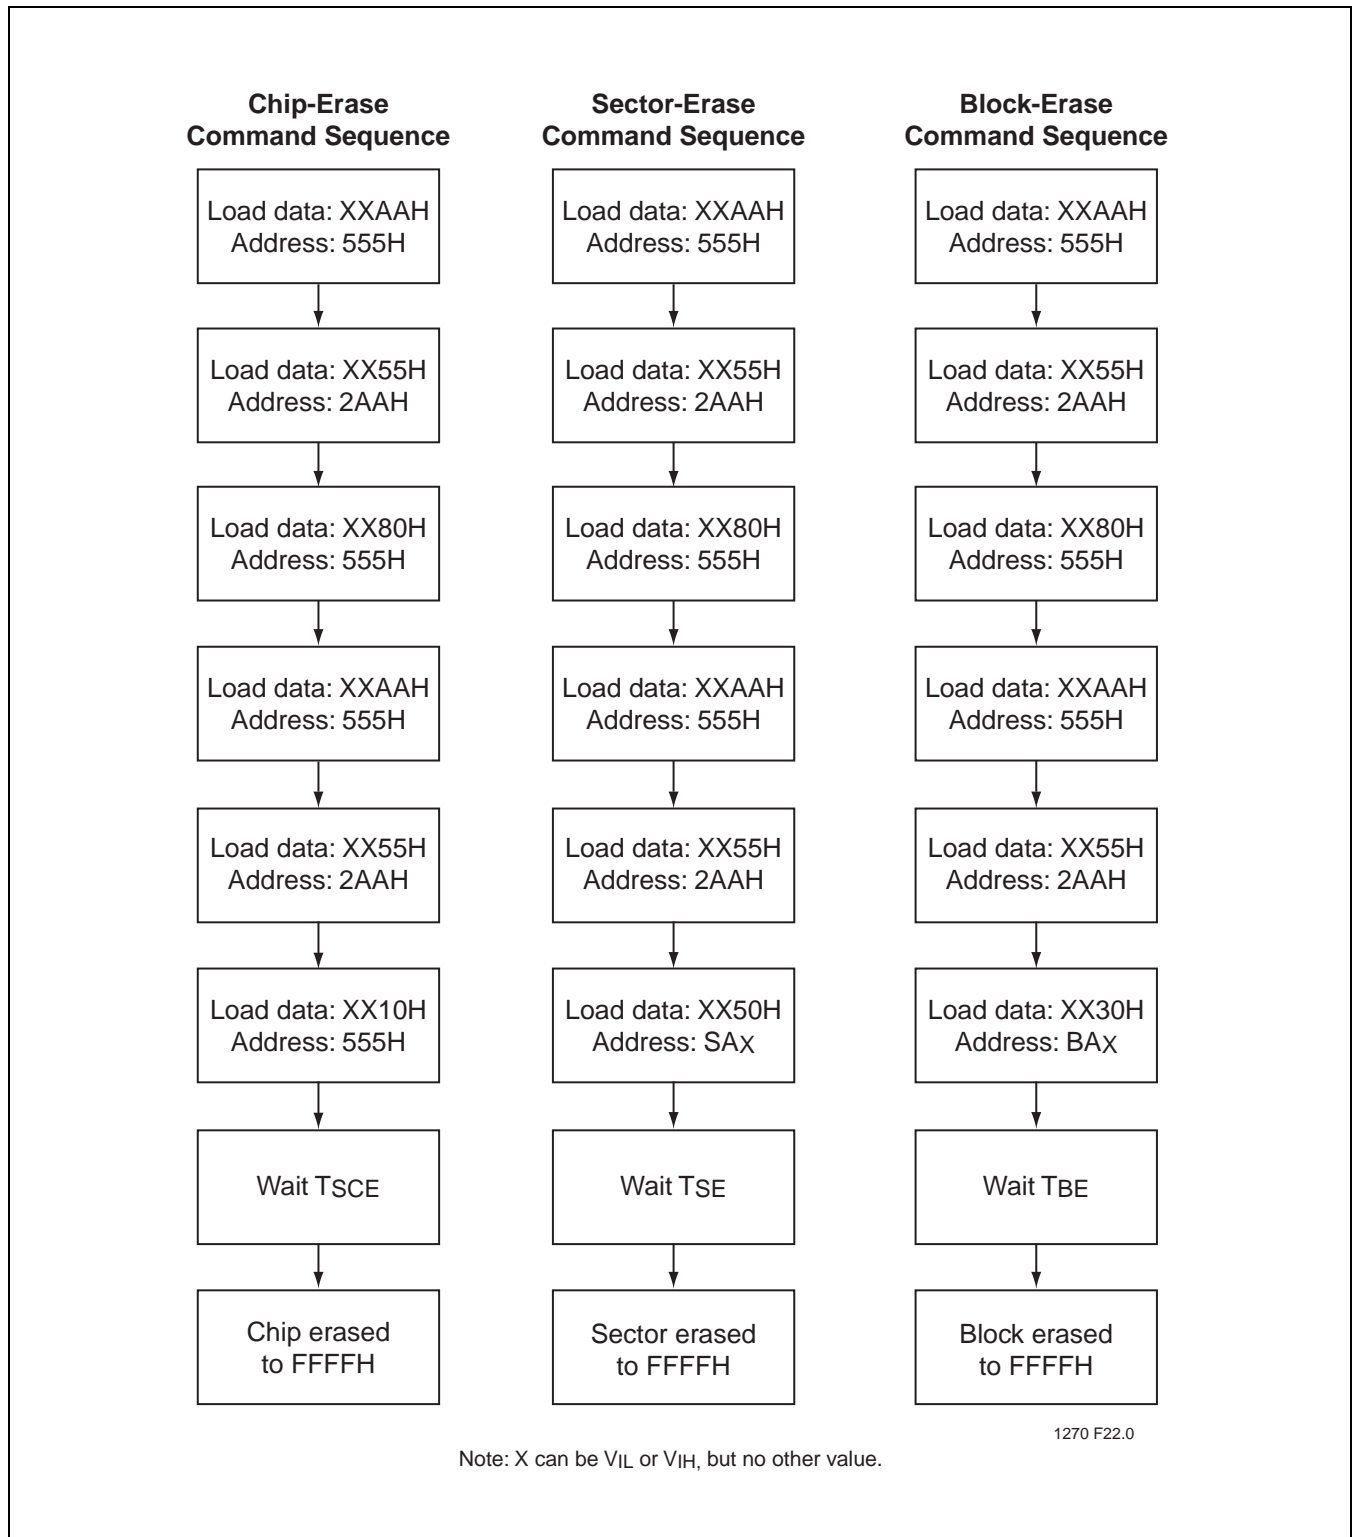 Chip-Erase
Command Sequence
Load data: XXAAH
Address: 555H
Load data: XX55H
Address: 2AAH
Load data: XX80H
Address: 555H
Load data: XXAAH
Address: 555H
Load data: XX55H
Address: 2AAH
Load data: XX10H
Address: 555H
Wait TSCE
Chip erased
to FFFFH
Sector-Erase
Command Sequence
Load data: XXAAH
Address: 555H
Load data: XX55H
Address: 2AAH
Load data: XX80H
Address: 555H
Load data: XXAAH
Address: 555H
Load data: XX55H
Address: 2AAH
Load data: XX50H
Address: SAX
Wait TSE
Sector erased
to FFFFH
Block-Erase
Command Sequence
Load data: XXAAH
Address: 555H
Load data: XX55H
Address: 2AAH
Load data: XX80H
Address: 555H
Load data: XXAAH
Address: 555H
Load data: XX55H
Address: 2AAH
Load data: XX30H
Address: BAX
Wait TBE
Block erased
to FFFFH
1270 F22.0
Note: X can be VIL or VIH, but no other value.